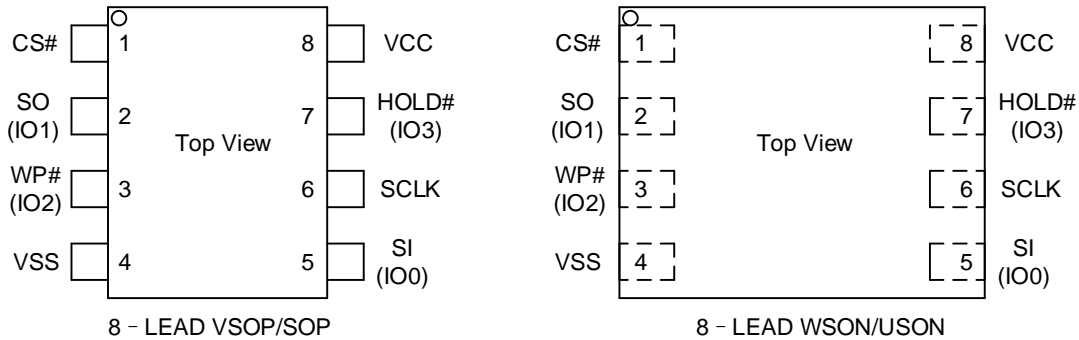 CS#
1
8
VCC
SO
(IO1)
2
7
HOLD#
(IO3)
Top View
WP#
(IO2)
3
6
SCLK
VSS
4
5
SI
(IO0)
8 - LEAD VSOP/SOP
CS#
1
8
VCC
SO
(IO1)
2
7
HOLD#
(IO3)
Top View
WP#
(IO2)
3
6
SCLK
VSS
4
5
SI
(IO0)
8 - LEAD WSON/USON